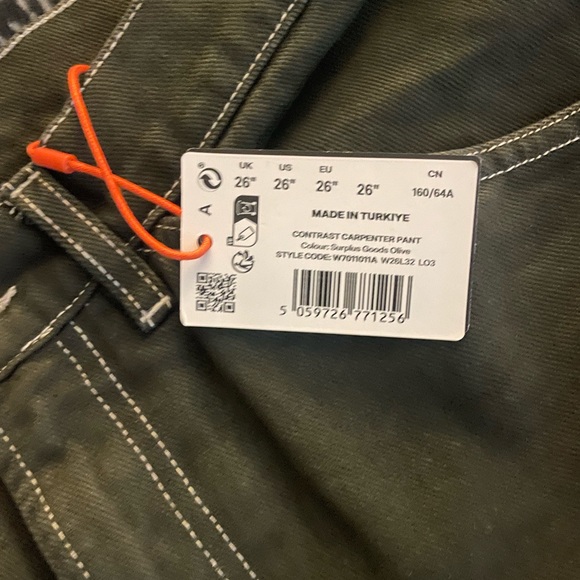 UK US EU CN
26" 26" 26" 26" 160/64A
A
MADE IN TURKIYE
CONTRAST CARPENTER PANT
Colour: Surplus Goods Olive
STYLE CODE: W7011011A W26L32 LO3
5 059726 771256